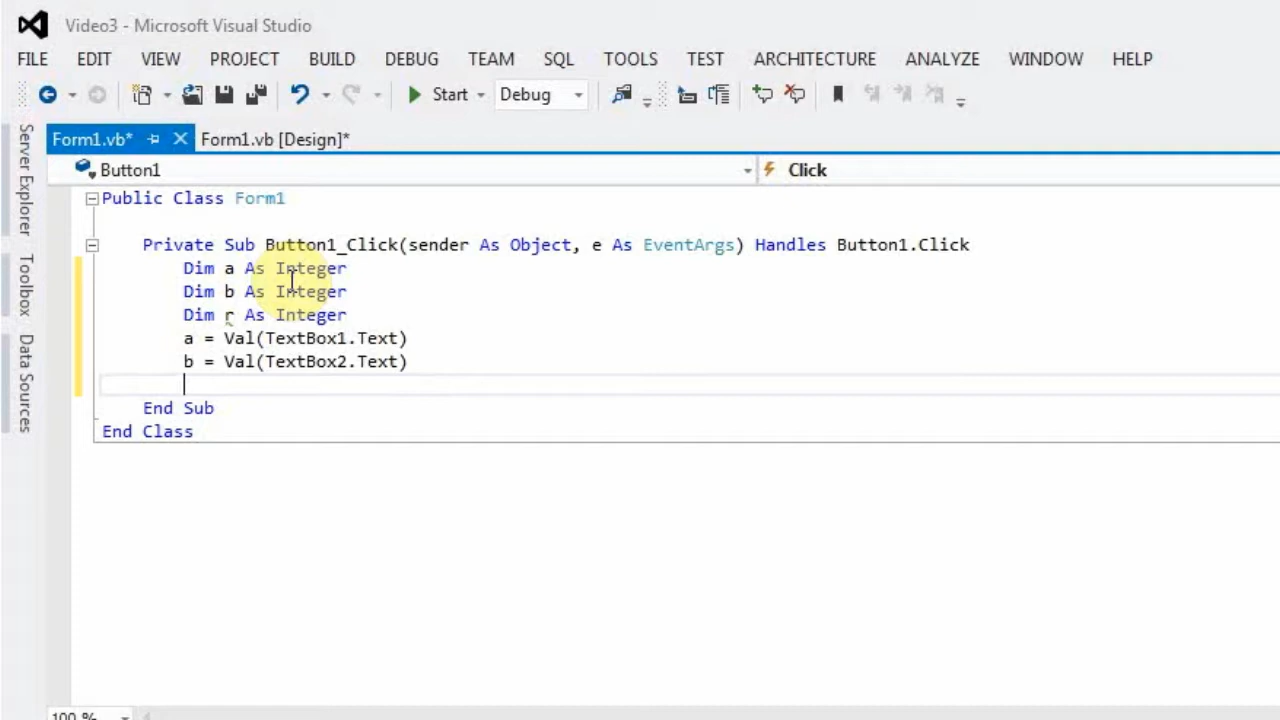 Video3 - Microsoft Visual Studio
FILE EDIT VIEW PROJECT BUILD DEBUG TEAM SQL TOOLS TEST ARCHITECTURE ANALYZE WINDOW HELP
Start Debug
Form1.vb* Form1.vb [Design]*
Button1 Click
Server Explorer
Toolbox
Data Sources
Public Class Form1
Private Sub Button1_Click(sender As Object, e As EventArgs) Handles Button1.Click
Dim a As Integer
Dim b As Integer
Dim r As Integer
a = Val(TextBox1.Text)
b = Val(TextBox2.Text)
End Sub
End Class
100 %